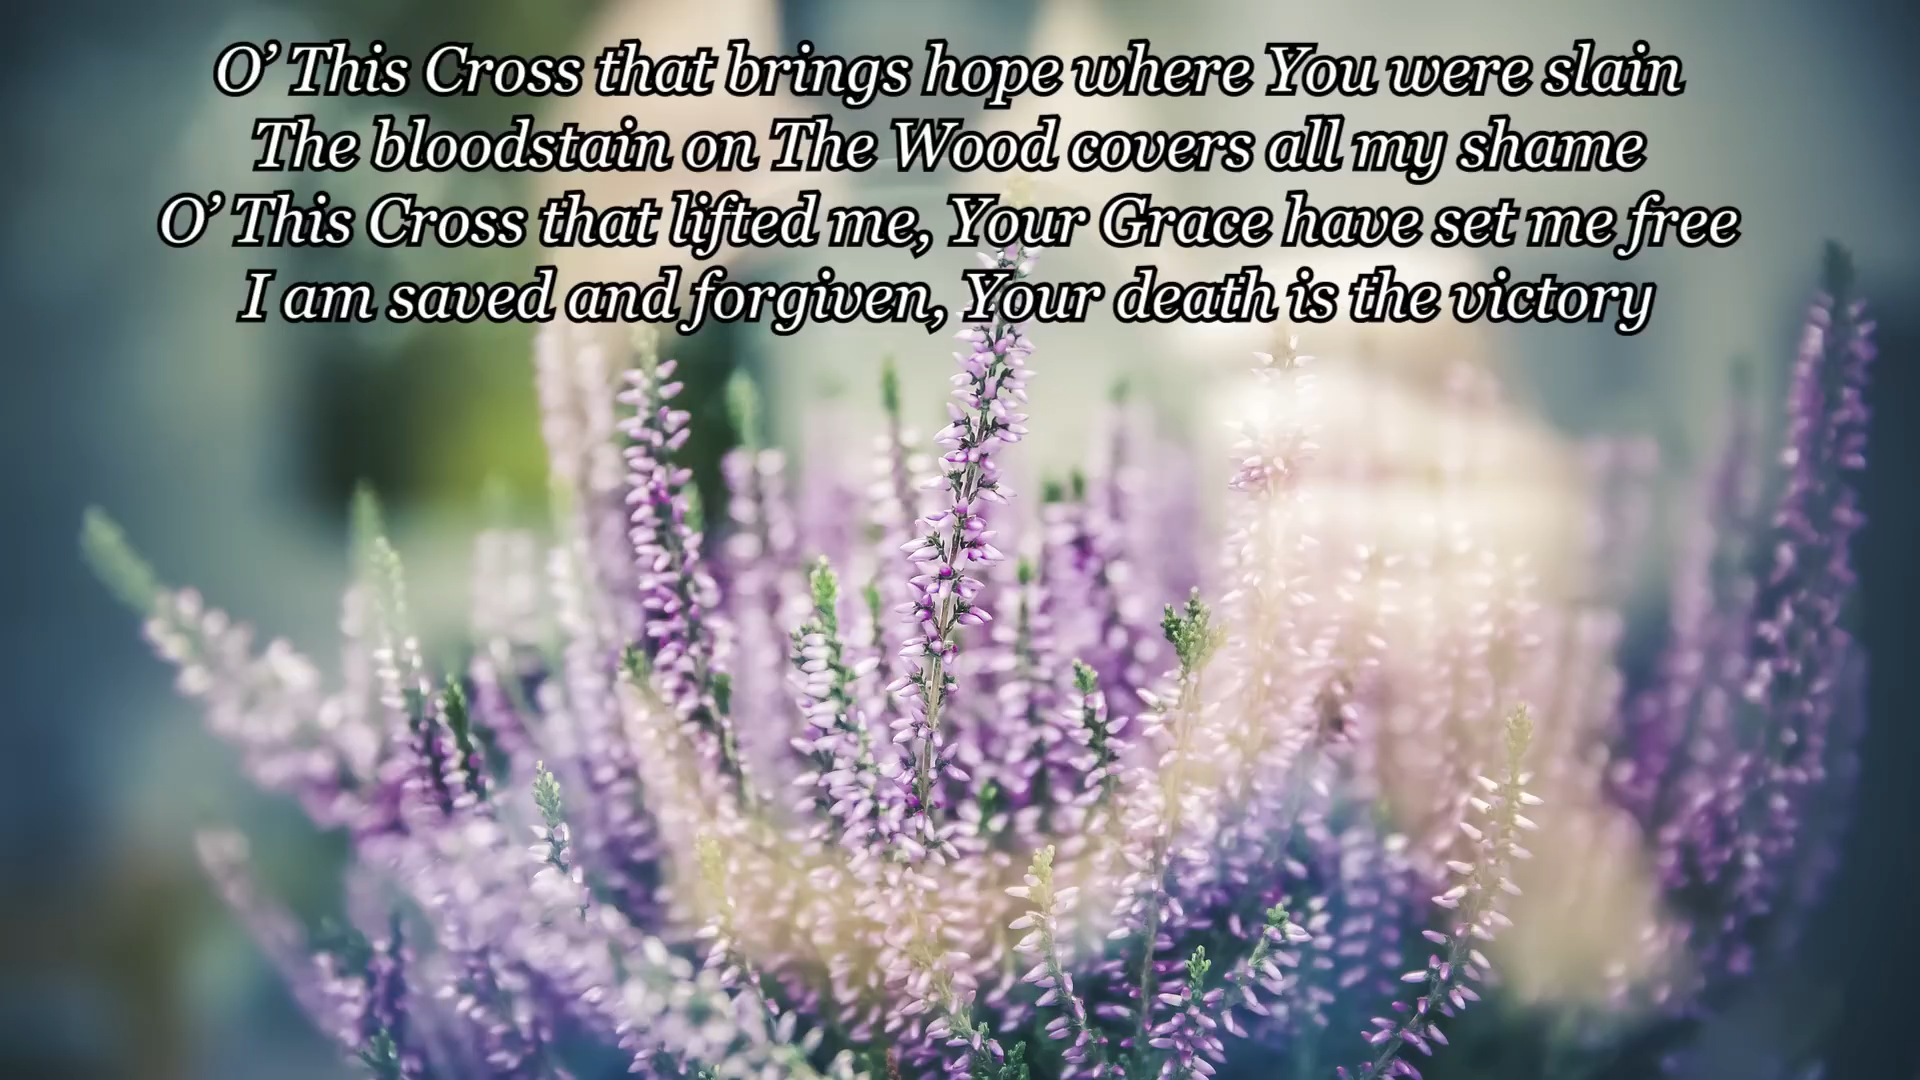 O’ This Cross that brings hope where You were slain
The bloodstain on The Wood covers all my shame
O’ This Cross that lifted me, Your Grace have set me free
I am saved and forgiven, Your death is the victory